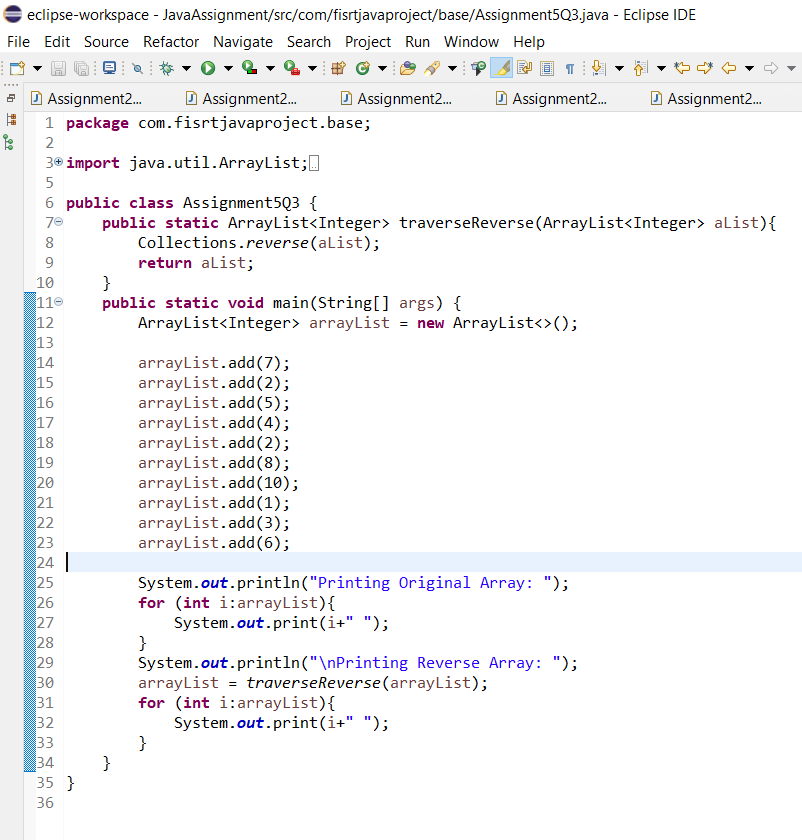 eclipse-workspace - JavaAssignment/src/com/fisrtjavaproject/base/Assignment5Q3.java - Eclipse IDE
File Edit Source Refactor Navigate Search Project Run Window Help
Assignment2... Assignment2... Assignment2... Assignment2... Assignment2...
1 package com.fisrtjavaproject.base;
2
3 import java.util.ArrayList;
5
6 public class Assignment5Q3 {
7 public static ArrayList<Integer> traverseReverse(ArrayList<Integer> aList){
8 Collections.reverse(aList);
9 return aList;
10 }
11 public static void main(String[] args) {
12 ArrayList<Integer> arrayList = new ArrayList<>();
13
14 arrayList.add(7);
15 arrayList.add(2);
16 arrayList.add(5);
17 arrayList.add(4);
18 arrayList.add(2);
19 arrayList.add(8);
20 arrayList.add(10);
21 arrayList.add(1);
22 arrayList.add(3);
23 arrayList.add(6);
24
25 System.out.println("Printing Original Array: ");
26 for (int i:arrayList){
27 System.out.print(i+" ");
28 }
29 System.out.println("\nPrinting Reverse Array: ");
30 arrayList = traverseReverse(arrayList);
31 for (int i:arrayList){
32 System.out.print(i+" ");
33 }
34 }
35 }
36